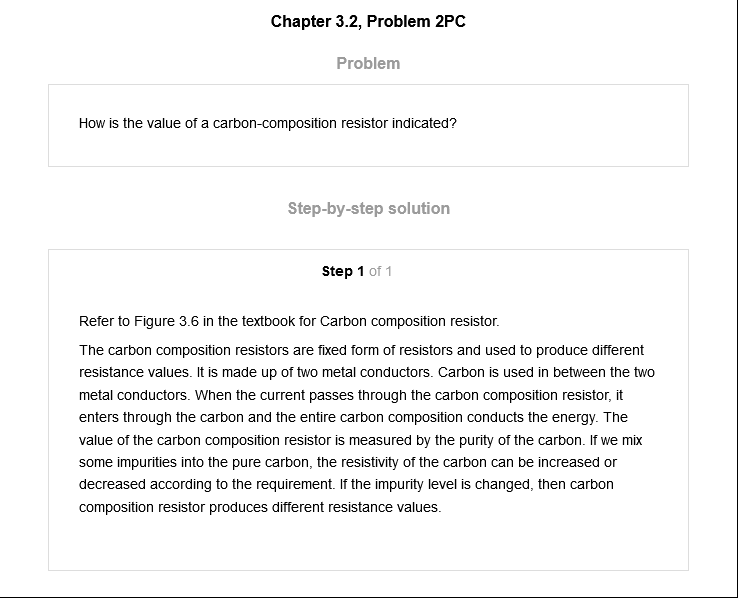 Chapter 3.2, Problem 2PC
Problem
How is the value of a carbon-composition resistor indicated?
Step-by-step solution
Step 1 of 1
Refer to Figure 3.6 in the textbook for Carbon composition resistor.
The carbon composition resistors are fixed form of resistors and used to produce different
resistance values. It is made up of two metal conductors. Carbon is used in between the two
metal conductors. When the current passes through the carbon composition resistor, it
enters through the carbon and the entire carbon composition conducts the energy. The
value of the carbon composition resistor is measured by the purity of the carbon. If we mix
some impurities into the pure carbon, the resistivity of the carbon can be increased or
decreased according to the requirement. If the impurity level is changed, then carbon
composition resistor produces different resistance values.